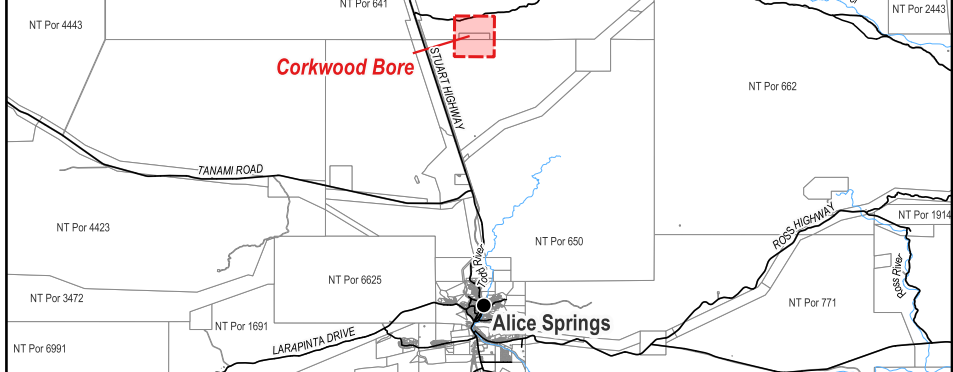 NT Por 641
NT Por 2443
NT Por 4443
Corkwood Bore
STUART HIGHWAY
NT Por 662
TANAMI ROAD
NT Por 4423
NT Por 650
ROSS HIGHWAY
NT Por 1914
NT Por 6625
Todd River
Ross River
NT Por 3472
NT Por 771
NT Por 1691
Alice Springs
LARAPINTA DRIVE
NT Por 6991